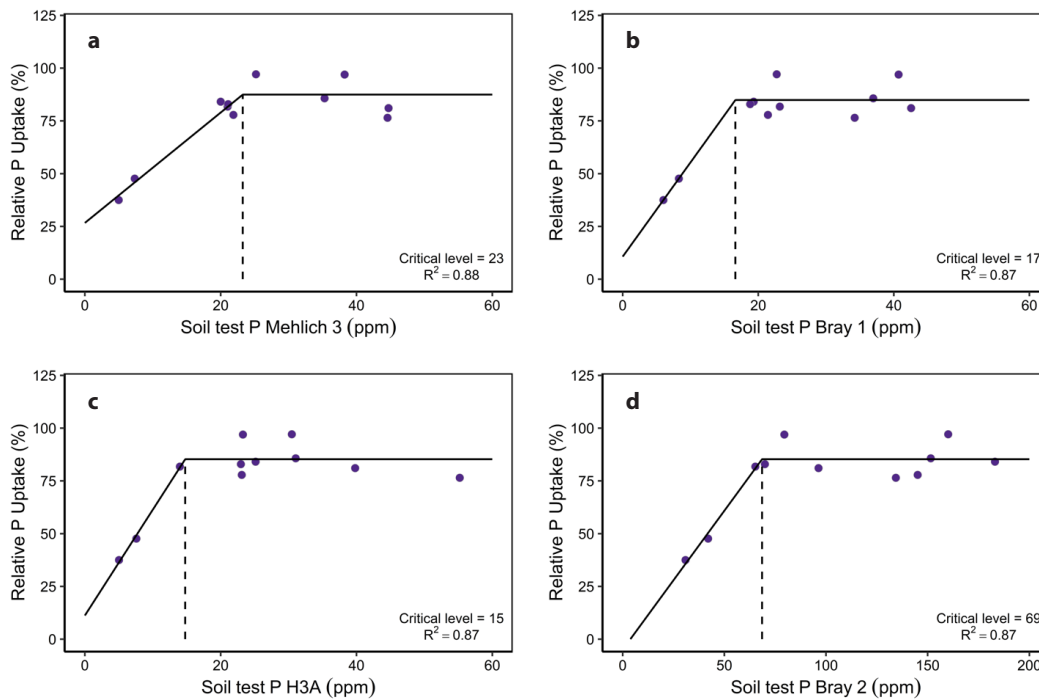 a
125
100
75
50
25
0
Relative P Uptake (%)
Critical level = 23
R² = 0.88
0 20 40 60
Soil test P Mehlich 3 (ppm)
b
125
100
75
50
25
0
Relative P Uptake (%)
Critical level = 17
R² = 0.87
0 20 40 60
Soil test P Bray 1 (ppm)
c
125
100
75
50
25
0
Relative P Uptake (%)
Critical level = 15
R² = 0.87
0 20 40 60
Soil test P H3A (ppm)
d
125
100
75
50
25
0
Relative P Uptake (%)
Critical level = 69
R² = 0.87
0 50 100 150 200
Soil test P Bray 2 (ppm)